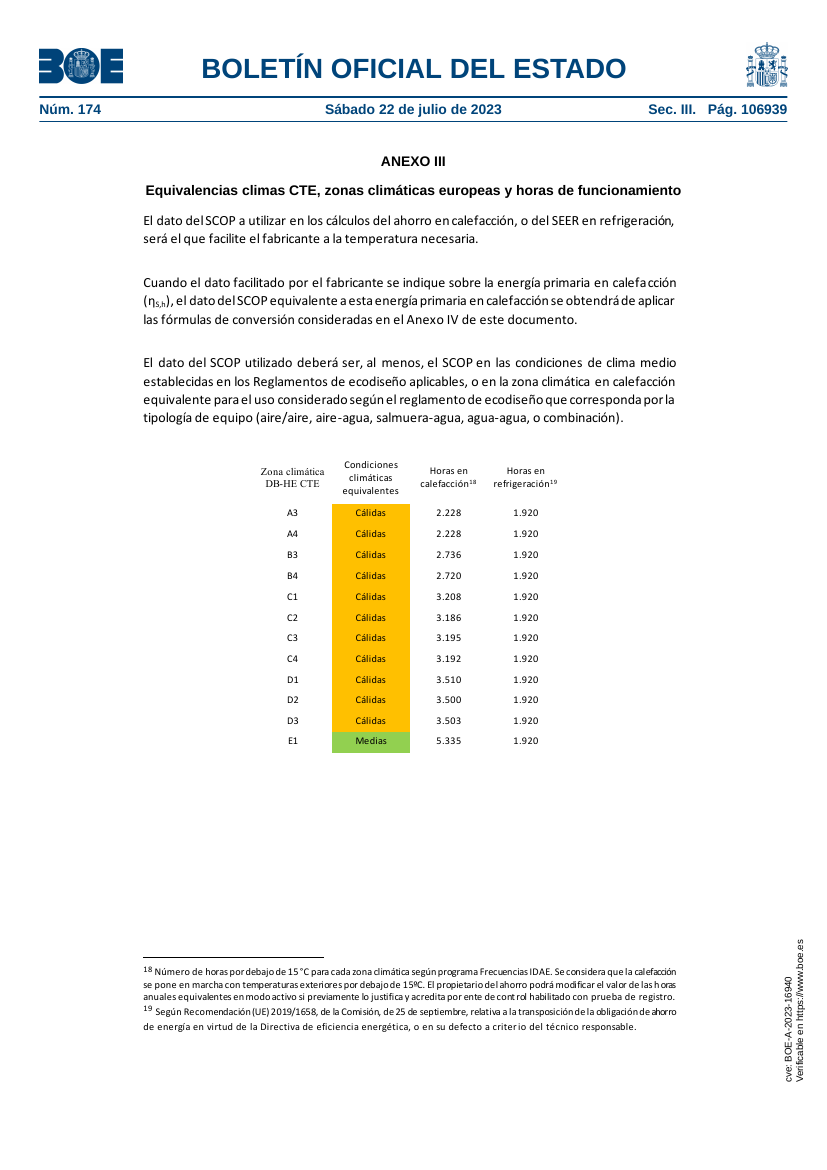 BOE
BOLETÍN OFICIAL DEL ESTADO
Núm. 174 Sábado 22 de julio de 2023 Sec. III. Pág. 106939
ANEXO III
Equivalencias climas CTE, zonas climáticas europeas y horas de funcionamiento
El dato del SCOP a utilizar en los cálculos del ahorro en calefacción, o del SEER en refrigeración,
será el que facilite el fabricante a la temperatura necesaria.
Cuando el dato facilitado por el fabricante se indique sobre la energía primaria en calefacción
(ηS,h), el dato del SCOP equivalente a esta energía primaria en calefacción se obtendrá de aplicar
las fórmulas de conversión consideradas en el Anexo IV de este documento.
El dato del SCOP utilizado deberá ser, al menos, el SCOP en las condiciones de clima medio
establecidas en los Reglamentos de ecodiseño aplicables, o en la zona climática en calefacción
equivalente para el uso considerado según el reglamento de ecodiseño que corresponda por la
tipología de equipo (aire/aire, aire-agua, salmuera-agua, agua-agua, o combinación).
Zona climática
DB-HE CTE
Condiciones
climáticas
equivalentes
Horas en
calefacción18
Horas en
refrigeración19
A3 Cálidas 2.228 1.920
A4 Cálidas 2.228 1.920
B3 Cálidas 2.736 1.920
B4 Cálidas 2.720 1.920
C1 Cálidas 3.208 1.920
C2 Cálidas 3.186 1.920
C3 Cálidas 3.195 1.920
C4 Cálidas 3.192 1.920
D1 Cálidas 3.510 1.920
D2 Cálidas 3.500 1.920
D3 Cálidas 3.503 1.920
E1 Medias 5.335 1.920
18 Número de horas por debajo de 15 °C para cada zona climática según programa Frecuencias IDAE. Se considera que la calefacción
se pone en marcha con temperaturas exteriores por debajo de 15ºC. El propietario del ahorro podrá modificar el valor de las horas
anuales equivalentes en modo activo si previamente lo justifica y acredita por ente de control habilitado con prueba de registro.
19 Según Recomendación (UE) 2019/1658, de la Comisión, de 25 de septiembre, relativa a la transposición de la obligación de ahorro
de energía en virtud de la Directiva de eficiencia energética, o en su defecto a criterio del técnico responsable.
cve: BOE-A-2023-16940
Verificable en https://www.boe.es